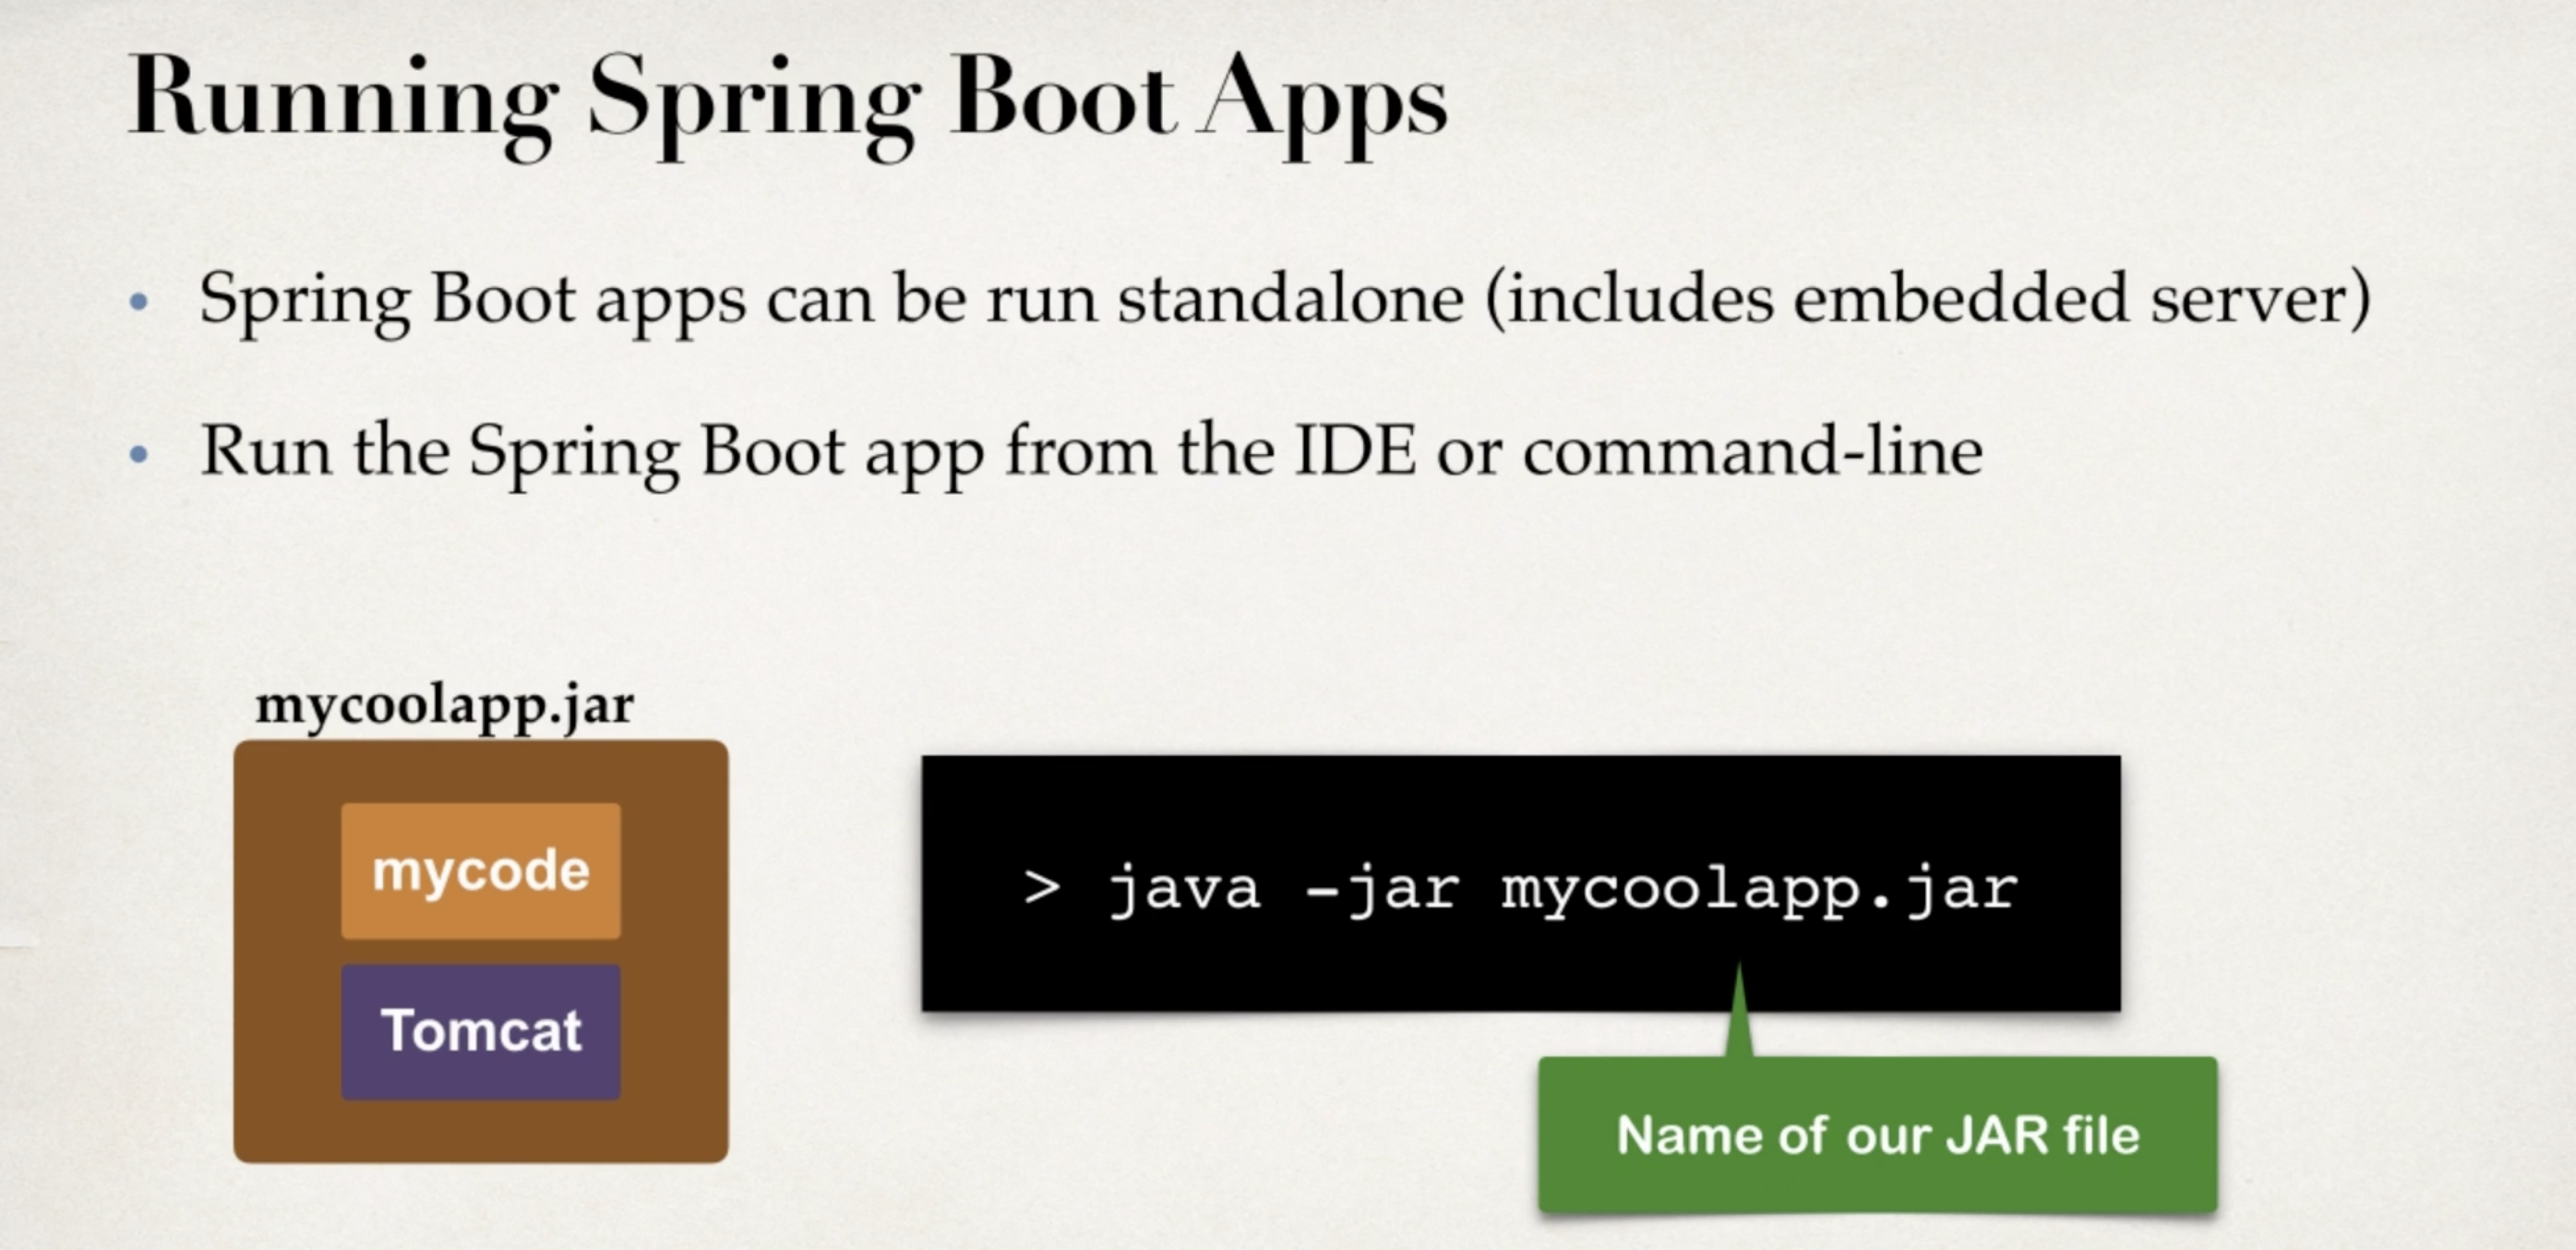 Running Spring Boot Apps
• Spring Boot apps can be run standalone (includes embedded server)
• Run the Spring Boot app from the IDE or command-line
mycoolapp.jar
mycode
Tomcat
> java -jar mycoolapp.jar
Name of our JAR file